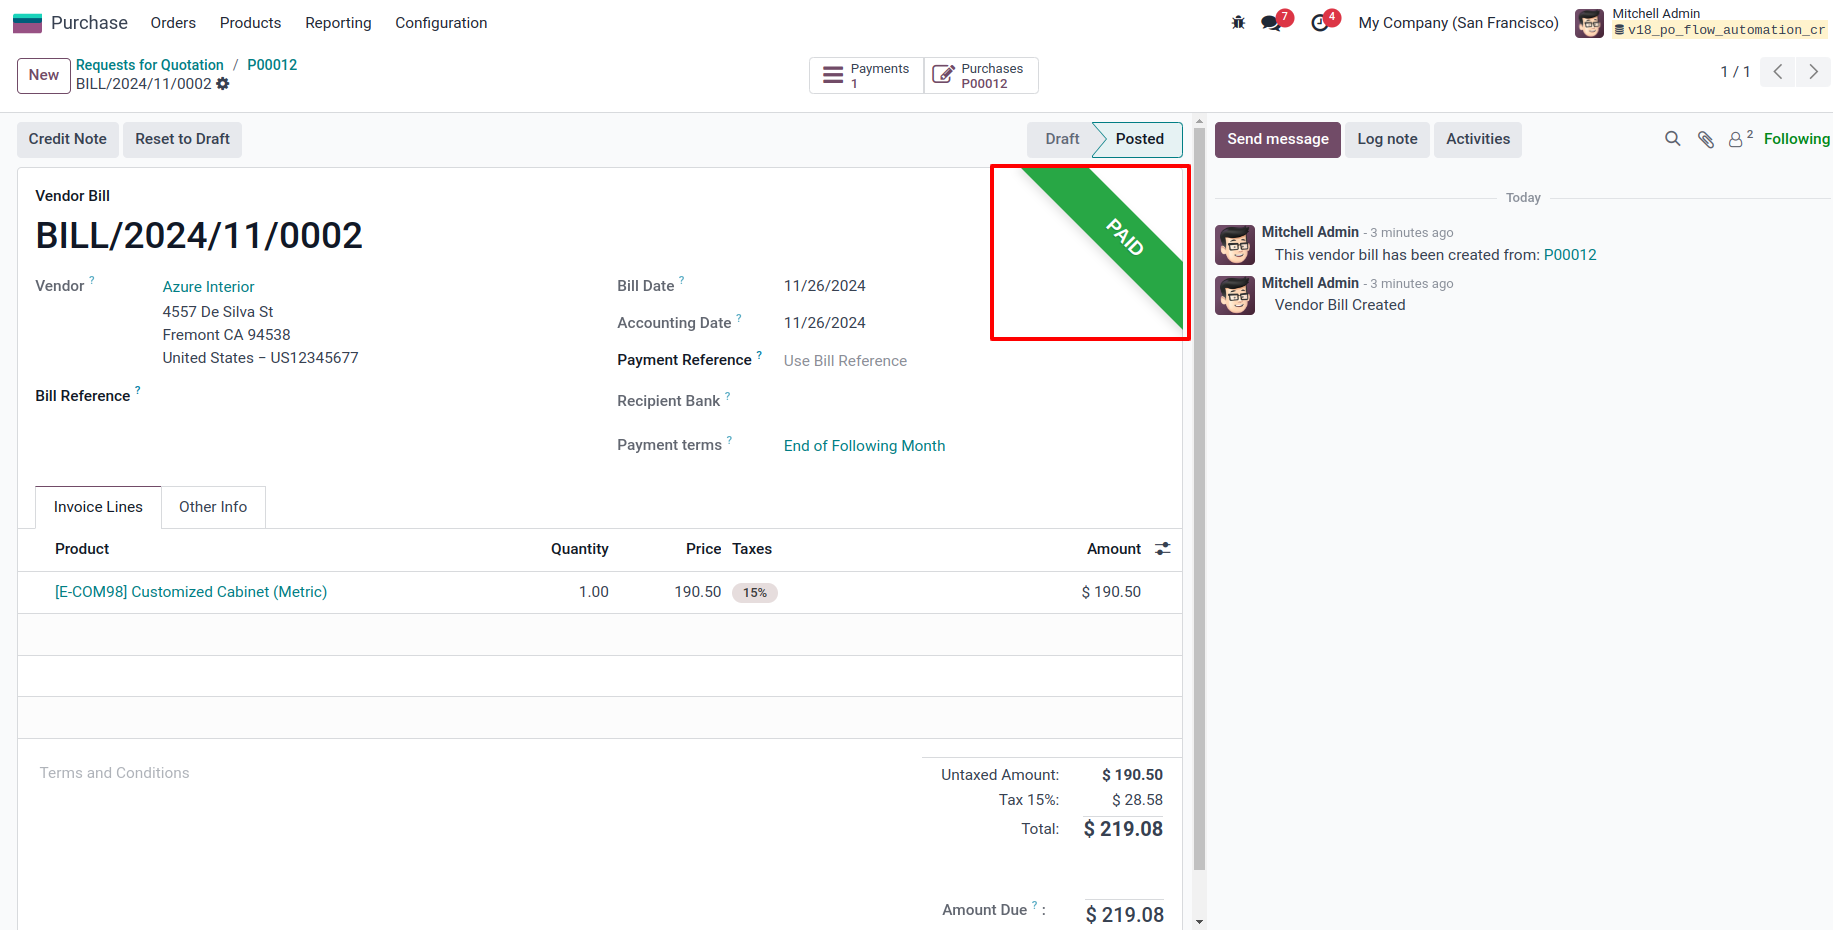 Purchase Orders Products Reporting Configuration 7 4 My Company (San Francisco) Mitchell Admin
v18_po_flow_automation_cr
New Requests for Quotation / P00012
BILL/2024/11/0002
Payments
1
Purchases
P00012
1 / 1
Credit Note Reset to Draft Draft Posted
Send message Log note Activities 2 Following
Vendor Bill
BILL/2024/11/0002
PAID
Vendor ? Azure Interior
4557 De Silva St
Fremont CA 94538
United States – US12345677
Bill Reference ?
Bill Date ? 11/26/2024
Accounting Date ? 11/26/2024
Payment Reference ? Use Bill Reference
Recipient Bank ?
Payment terms ? End of Following Month
Invoice Lines Other Info
Product Quantity Price Taxes Amount
[E-COM98] Customized Cabinet (Metric) 1.00 190.50 15% $ 190.50
Terms and Conditions
Untaxed Amount: $ 190.50
Tax 15%: $ 28.58
Total: $ 219.08
Amount Due ? : $ 219.08
Today
Mitchell Admin - 3 minutes ago
This vendor bill has been created from: P00012
Mitchell Admin - 3 minutes ago
Vendor Bill Created